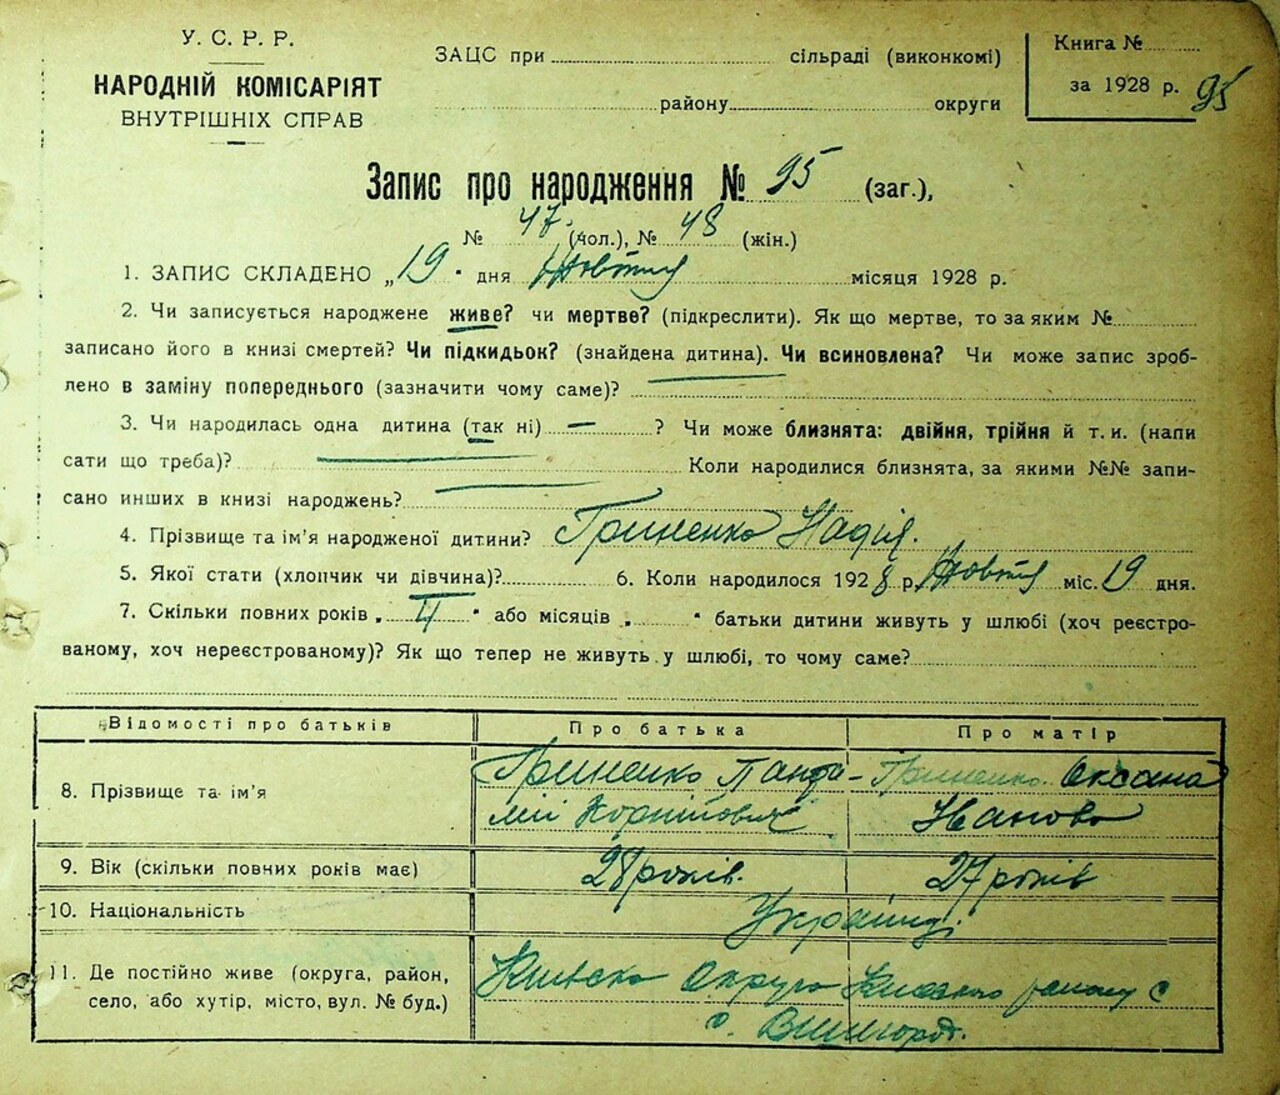 У. С. Р. Р.
НАРОДНІЙ КОМІСАРІЯТ
ВНУТРІШНІХ СПРАВ
ЗАЦС при сільраді (виконкомі)
району округи
Книга №
за 1928 р. 95
Запис про народження № 95 (заг.),
№ 47 (чол.), № 48 (жін.)
1. ЗАПИС СКЛАДЕНО „19" дня Жовтня місяця 1928 р.
2. Чи записується народжене живе? чи мертве? (підкреслити). Як що мертве, то за яким №
записано його в книзі смертей? Чи підкидьок? (знайдена дитина). Чи всиновлена? Чи може запис зроб-
лено в заміну попереднього (зазначити чому саме)?
3. Чи народилась одна дитина (так ні) — ? Чи може близнята: двійня, трійня й т. и. (напи
сати що треба)? Коли народилися близнята, за якими №№ запи-
сано инших в книзі народжень?
4. Прізвище та ім'я народженої дитини? Гриненко Надія.
5. Якої стати (хлопчик чи дівчина)? 6. Коли народилося 1928 р. Жовтня міс. 19 дня.
7. Скільки повних років „ " або місяців „ " батьки дитини живуть у шлюбі (хоч реєстро-
ваному, хоч нереєстрованому)? Як що тепер не живуть у шлюбі, то чому саме?
Відомості про батьків Про батька Про матір
8. Прізвище та ім'я Гриненко Панфи- Гриненко Оксана
мій Корнійович Иванова
9. Вік (скільки повних років має) 28 років. 27 років
10. Національність Українці
11. Де постійно живе (округа, район, Київська Округа Київського району
село, або хутір, місто, вул. № буд.) с. Вишгород.